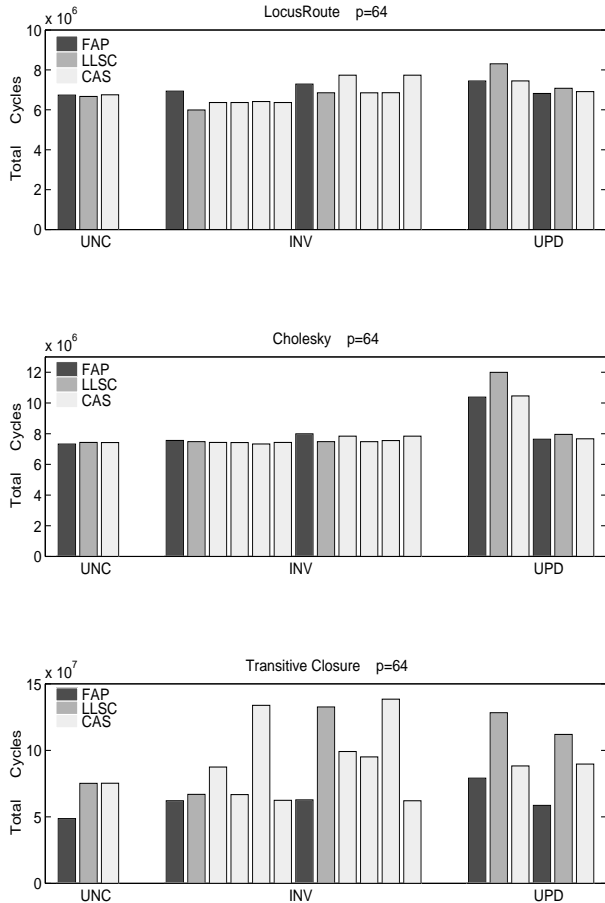 LocusRoute p=64
x 10^6
10
8
6
4
2
0
Total Cycles
FAP
LLSC
CAS
UNC INV UPD
Cholesky p=64
x 10^6
12
10
8
6
4
2
0
Total Cycles
FAP
LLSC
CAS
UNC INV UPD
Transitive Closure p=64
x 10^7
15
10
5
0
Total Cycles
FAP
LLSC
CAS
UNC INV UPD